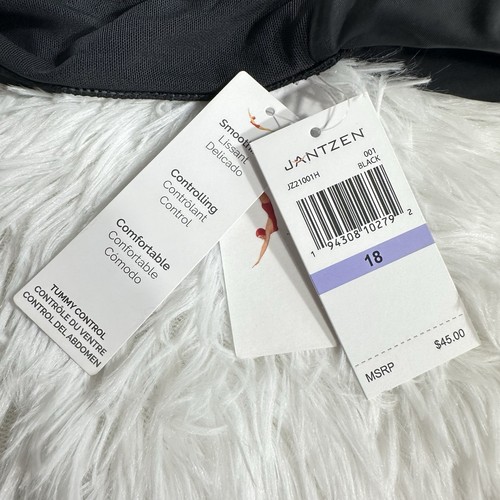 Smooth
Lissant
Delicado
Controlling
Contrôlant
Control
Comfortable
Confortable
Cómodo
TUMMY CONTROL
CONTRÔLE DU VENTRE
CONTROL DEL ABDOMEN
JANTZEN
001
JZ21001H BLACK
1 94308 10279 2
18
MSRP $45.00